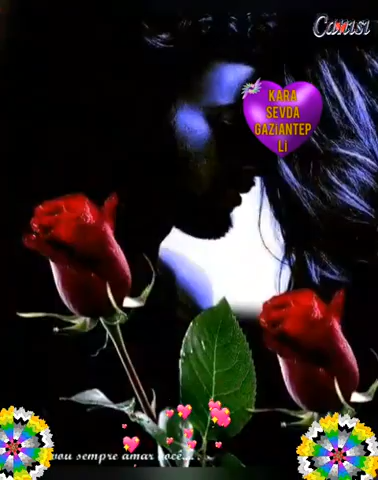 Canısı
KARA
SEVDA
GAZİANTEP
Lİ
vou sempre amar você...